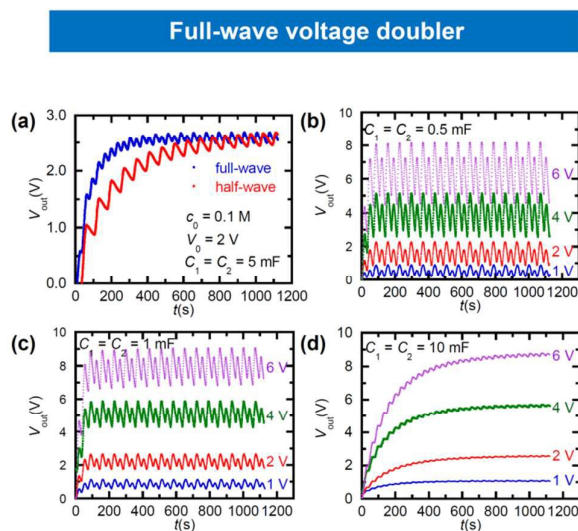 Full-wave voltage doubler
(a)
3.0
2.0
1.0
0.0
V_out(V)
full-wave
half-wave
c_0 = 0.1 M
V_0 = 2 V
C_1 = C_2 = 5 mF
0 200 400 600 800 1000 1200
t(s)
(b)
10
8
6
4
2
0
V_out(V)
C_1 = C_2 = 0.5 mF
6 V
4 V
2 V
1 V
0 200 400 600 800 1000 1200
t(s)
(c)
10
8
6
4
2
0
V_out(V)
C_1 = C_2 = 1 mF
6 V
4 V
2 V
1 V
0 200 400 600 800 1000 1200
t(s)
(d)
10
8
6
4
2
0
V_out(V)
C_1 = C_2 = 10 mF
6 V
4 V
2 V
1 V
0 200 400 600 800 1000 1200
t(s)